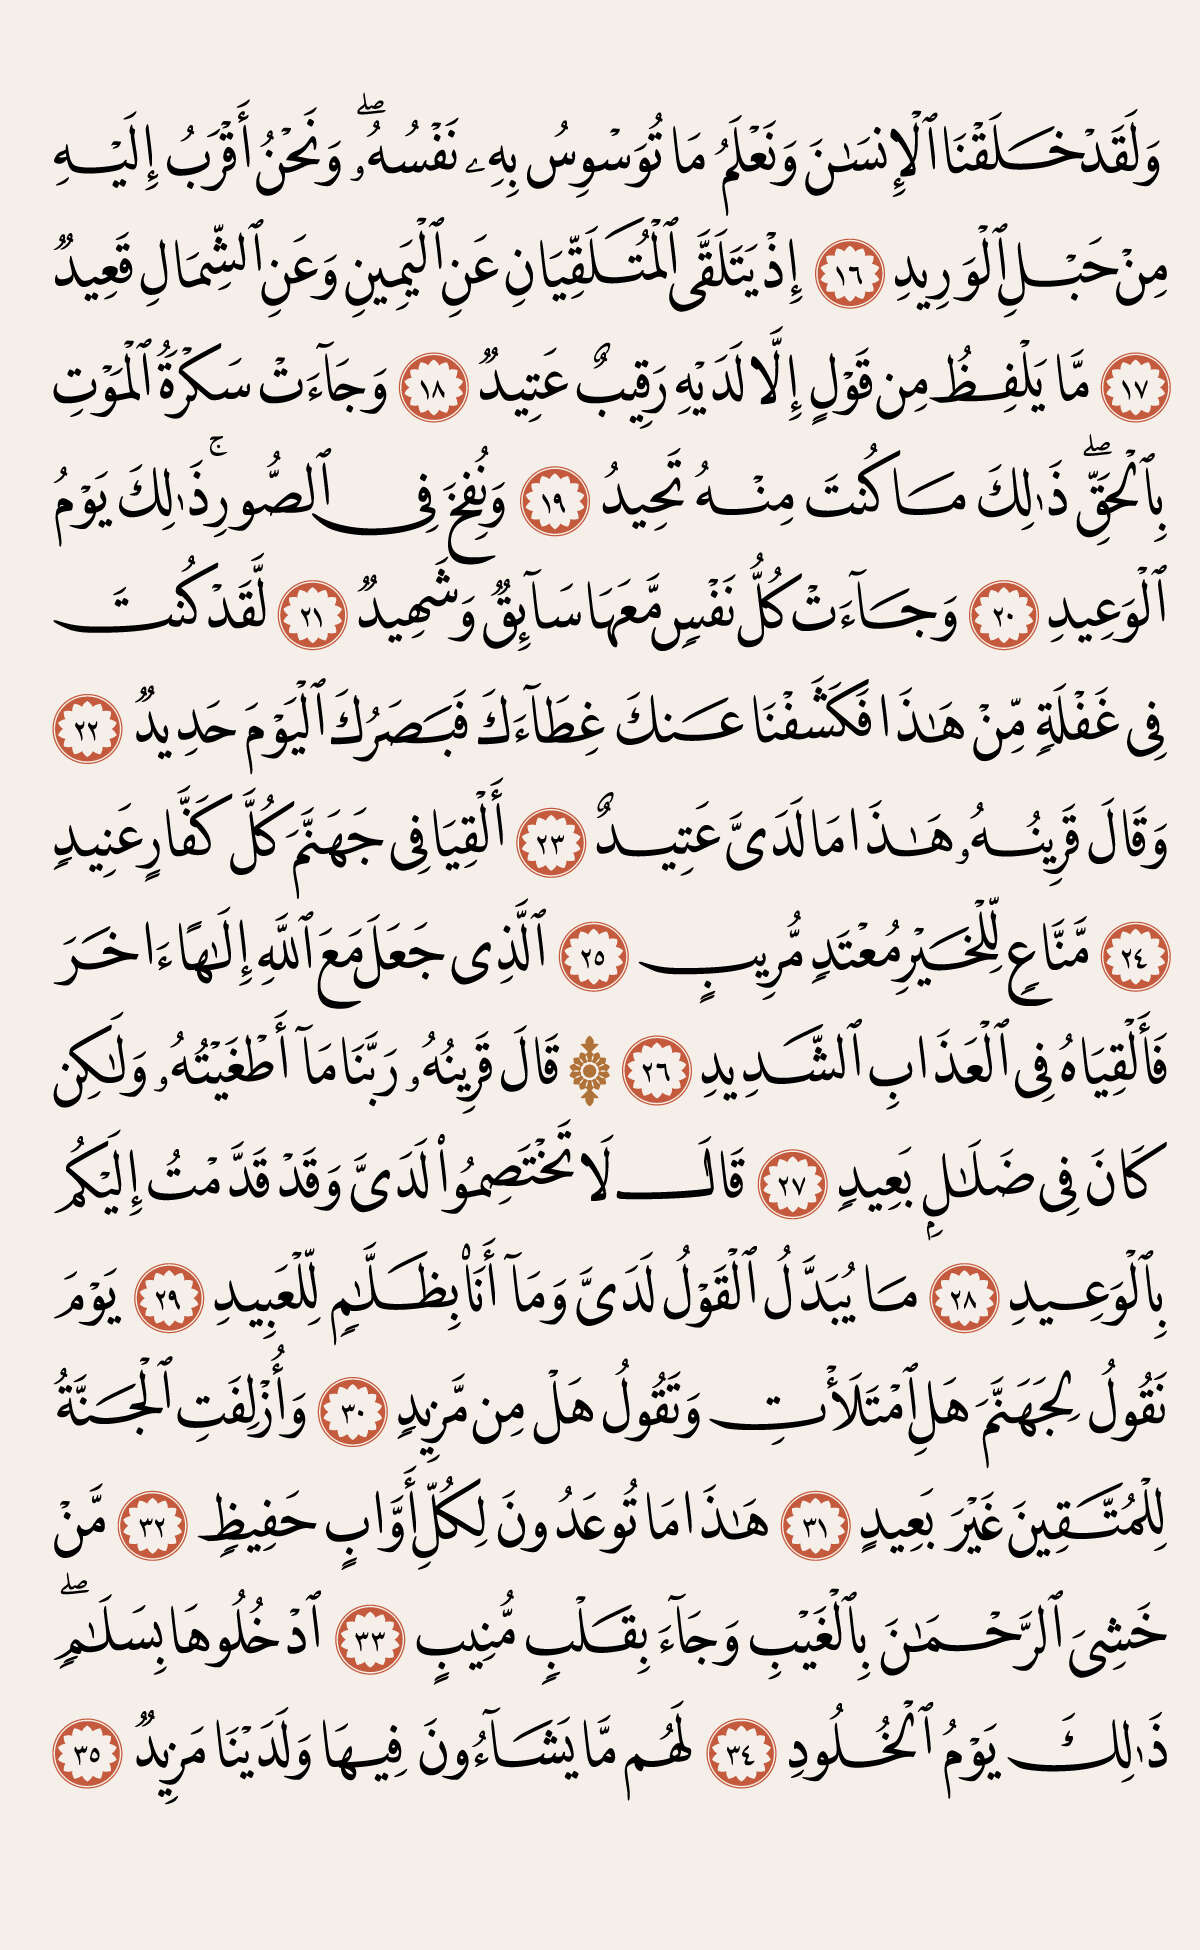 وَلَقَدْ خَلَقْنَا ٱلْإِنسَـٰنَ وَنَعْلَمُ مَا تُوَسْوِسُ بِهِۦ نَفْسُهُۥ ۖ وَنَحْنُ أَقْرَبُ إِلَيْهِ
مِنْ حَبْلِ ٱلْوَرِيدِ ١٦ إِذْ يَتَلَقَّى ٱلْمُتَلَقِّيَانِ عَنِ ٱلْيَمِينِ وَعَنِ ٱلشِّمَالِ قَعِيدٌ
١٧ مَّا يَلْفِظُ مِن قَوْلٍ إِلَّا لَدَيْهِ رَقِيبٌ عَتِيدٌ ١٨ وَجَآءَتْ سَكْرَةُ ٱلْمَوْتِ
بِٱلْحَقِّ ۖ ذَٰلِكَ مَا كُنتَ مِنْهُ تَحِيدُ ١٩ وَنُفِخَ فِى ٱلصُّورِ ۚ ذَٰلِكَ يَوْمُ
ٱلْوَعِيدِ ٢٠ وَجَآءَتْ كُلُّ نَفْسٍ مَّعَهَا سَآئِقٌ وَشَهِيدٌ ٢١ لَّقَدْ كُنتَ
فِى غَفْلَةٍ مِّنْ هَـٰذَا فَكَشَفْنَا عَنكَ غِطَآءَكَ فَبَصَرُكَ ٱلْيَوْمَ حَدِيدٌ ٢٢
وَقَالَ قَرِينُهُۥ هَـٰذَا مَا لَدَىَّ عَتِيدٌ ٢٣ أَلْقِيَا فِى جَهَنَّمَ كُلَّ كَفَّارٍ عَنِيدٍ
٢٤ مَّنَّاعٍ لِّلْخَيْرِ مُعْتَدٍ مُّرِيبٍ ٢٥ ٱلَّذِى جَعَلَ مَعَ ٱللَّهِ إِلَـٰهًا ءَاخَرَ
فَأَلْقِيَاهُ فِى ٱلْعَذَابِ ٱلشَّدِيدِ ٢٦ ۞ قَالَ قَرِينُهُۥ رَبَّنَا مَآ أَطْغَيْتُهُۥ وَلَـٰكِن
كَانَ فِى ضَلَـٰلٍۭ بَعِيدٍ ٢٧ قَالَ لَا تَخْتَصِمُوا۟ لَدَىَّ وَقَدْ قَدَّمْتُ إِلَيْكُم
بِٱلْوَعِيدِ ٢٨ مَا يُبَدَّلُ ٱلْقَوْلُ لَدَىَّ وَمَآ أَنَا۠ بِظَلَّـٰمٍ لِّلْعَبِيدِ ٢٩ يَوْمَ
نَقُولُ لِجَهَنَّمَ هَلِ ٱمْتَلَأْتِ وَتَقُولُ هَلْ مِن مَّزِيدٍ ٣٠ وَأُزْلِفَتِ ٱلْجَنَّةُ
لِلْمُتَّقِينَ غَيْرَ بَعِيدٍ ٣١ هَـٰذَا مَا تُوعَدُونَ لِكُلِّ أَوَّابٍ حَفِيظٍ ٣٢ مَّنْ
خَشِىَ ٱلرَّحْمَـٰنَ بِٱلْغَيْبِ وَجَآءَ بِقَلْبٍ مُّنِيبٍ ٣٣ ٱدْخُلُوهَا بِسَلَـٰمٍ ۖ
ذَٰلِكَ يَوْمُ ٱلْخُلُودِ ٣٤ لَهُم مَّا يَشَآءُونَ فِيهَا وَلَدَيْنَا مَزِيدٌ ٣٥